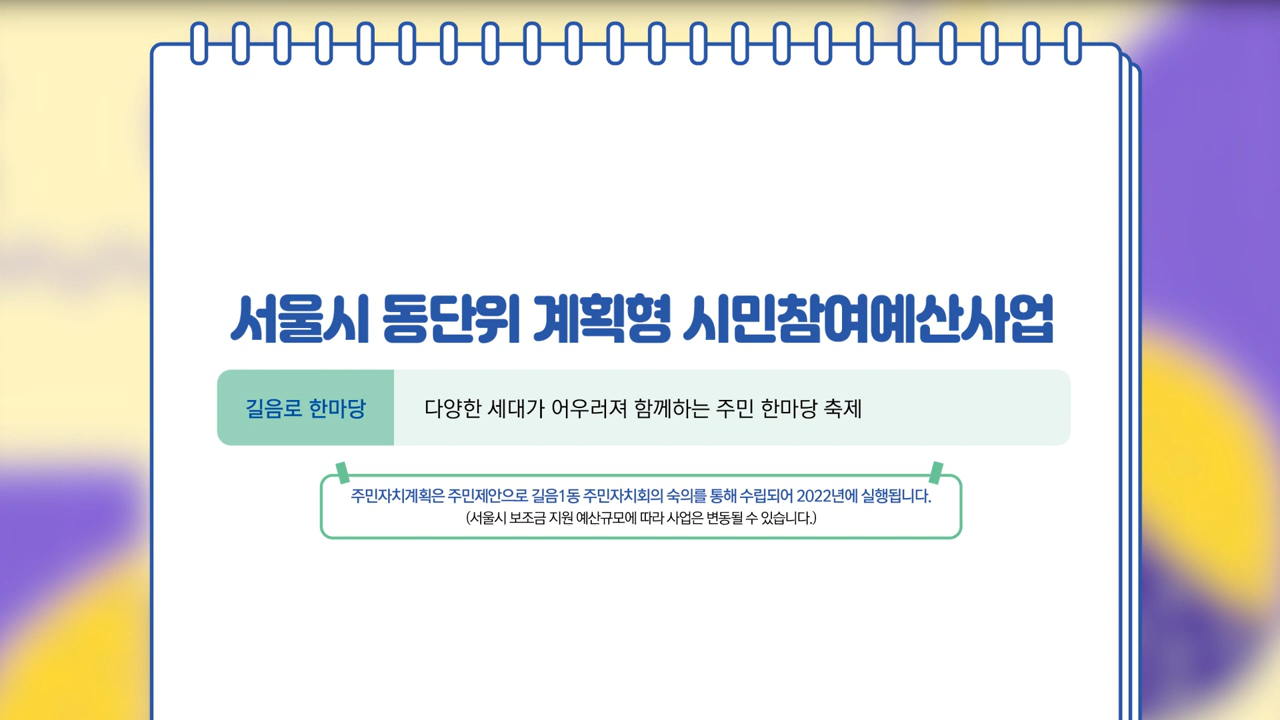 서울시 동단위 계획형 시민참여예산사업
길음로 한마당 다양한 세대가 어우러져 함께하는 주민 한마당 축제
주민자치계획은 주민제안으로 길음1동 주민자치회의 숙의를 통해 수립되어 2022년에 실행됩니다.
(서울시 보조금 지원 예산규모에 따라 사업은 변동될 수 있습니다.)